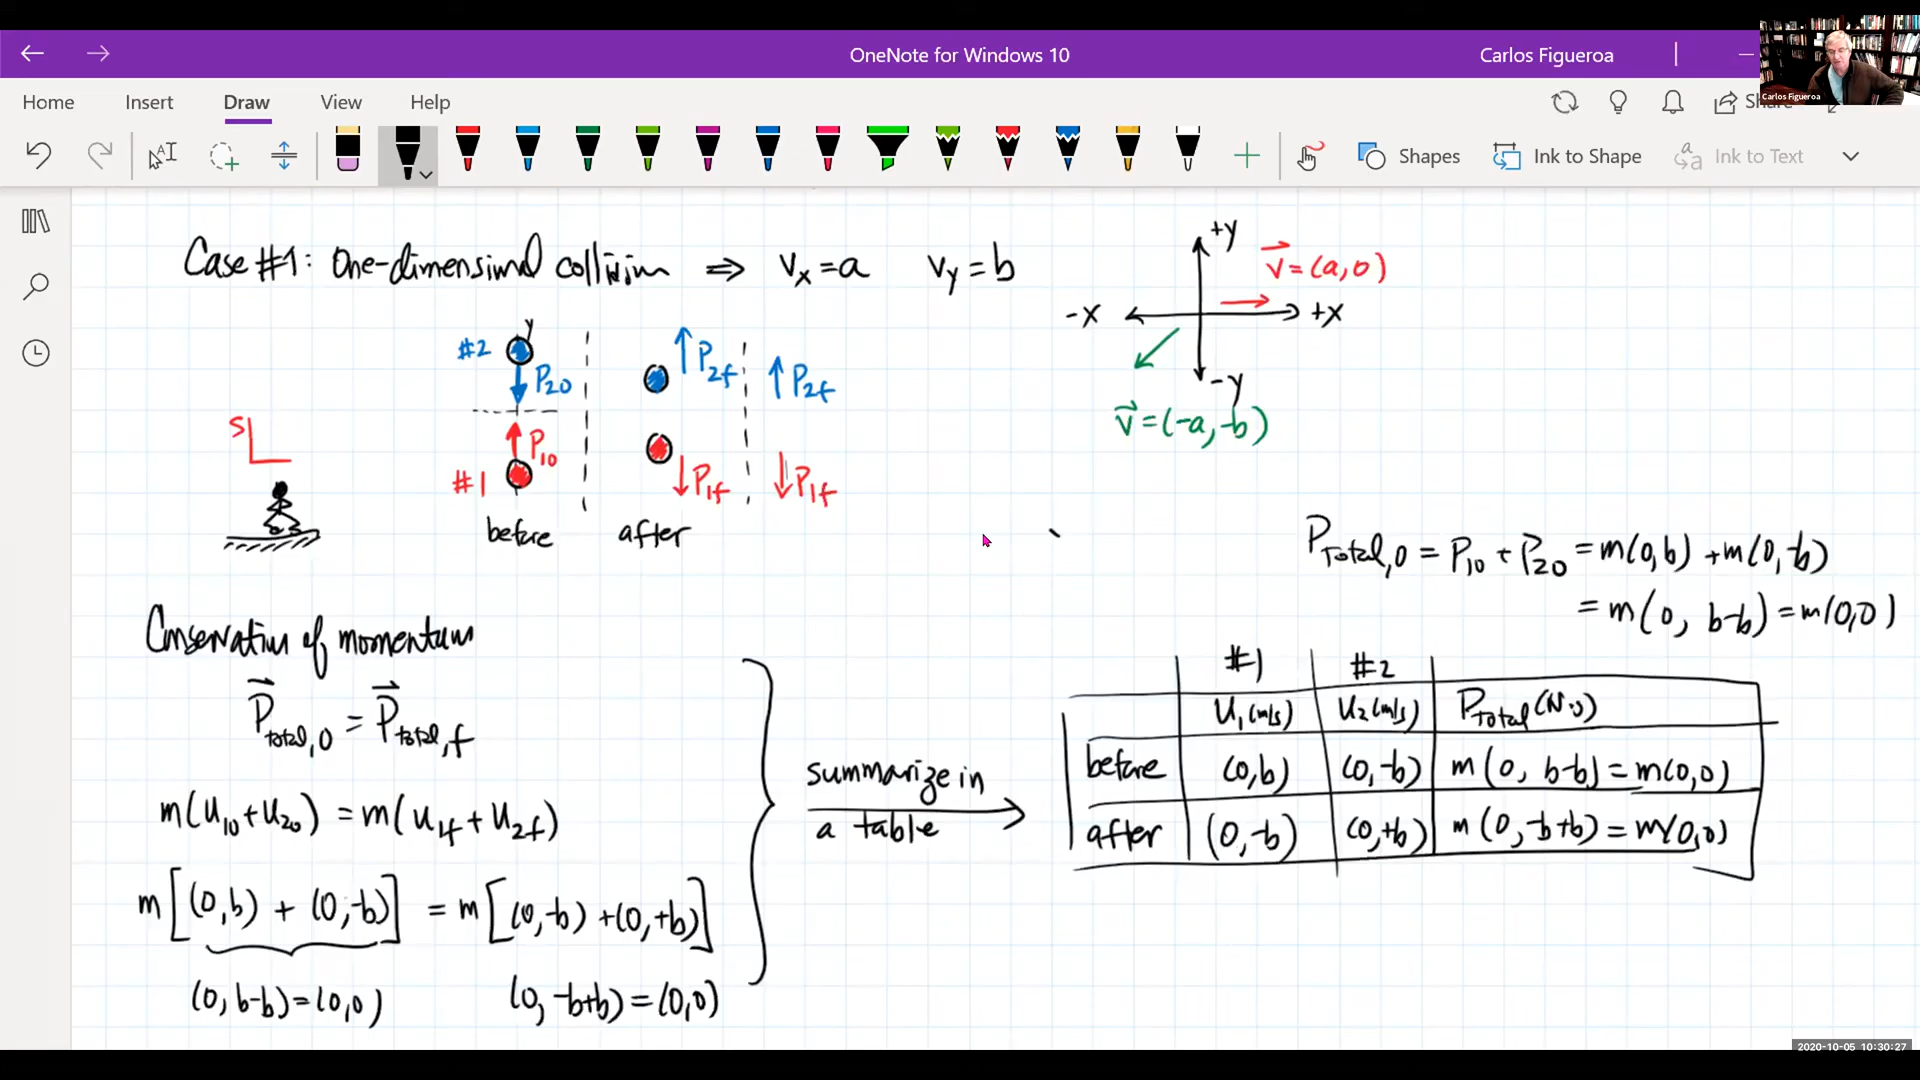 OneNote for Windows 10
Carlos Figueroa
Home Insert Draw View Help
Carlos Figueroa
Shapes Ink to Shape Ink to Text
Case #1: One-dimensional collision ⇒ Vx = a Vy = b
+y
v = (a, 0)
-x +x
-y
v = (-a, -b)
y
#2
P20
P10
#1
before
P2f
P1f
after
P2f
P1f
S
PTotal,0 = P10 + P20 = m(0,b) + m(0,-b)
= m(0, b-b) = m(0,0)
Conservation of momentum
Ptotal,0 = Ptotal,f
m(u10+u20) = m(u1f+u2f)
m[(0,b) + (0,-b)] = m[(0,-b) + (0,+b)]
(0, b-b) = (0,0) (0, -b+b) = (0,0)
summarize in
a table
#1 #2
u1(m/s) u2(m/s) Ptotal(N·s)
before (0,b) (0,-b) m(0, b-b) = m(0,0)
after (0,-b) (0,+b) m(0, -b+b) = m(0,0)
2020-10-05 10:30:27